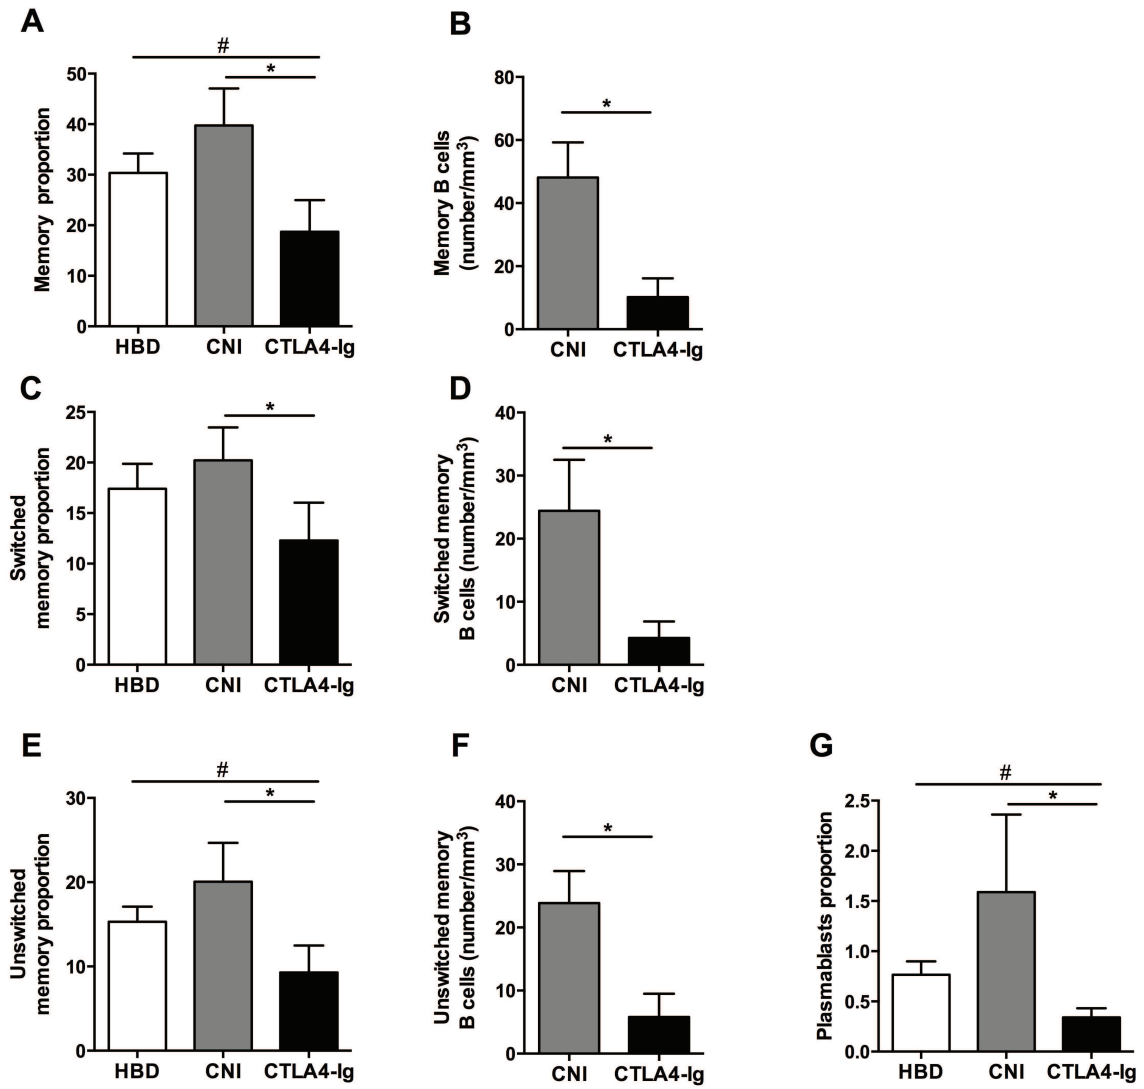 A
#
*
Memory proportion
50
40
30
20
10
0
HBD CNI CTLA4-Ig
B
*
Memory B cells
(number/mm³)
80
60
40
20
0
CNI CTLA4-Ig
C
*
Switched
memory proportion
25
20
15
10
5
0
HBD CNI CTLA4-Ig
D
*
Switched memory
B cells (number/mm³)
40
30
20
10
0
CNI CTLA4-Ig
E
#
*
Unswitched
memory proportion
30
20
10
0
HBD CNI CTLA4-Ig
F
*
Unswitched memory
B cells (number/mm³)
40
30
20
10
0
CNI CTLA4-Ig
G
#
*
Plasmablasts proportion
2.5
2.0
1.5
1.0
0.5
0.0
HBD CNI CTLA4-Ig